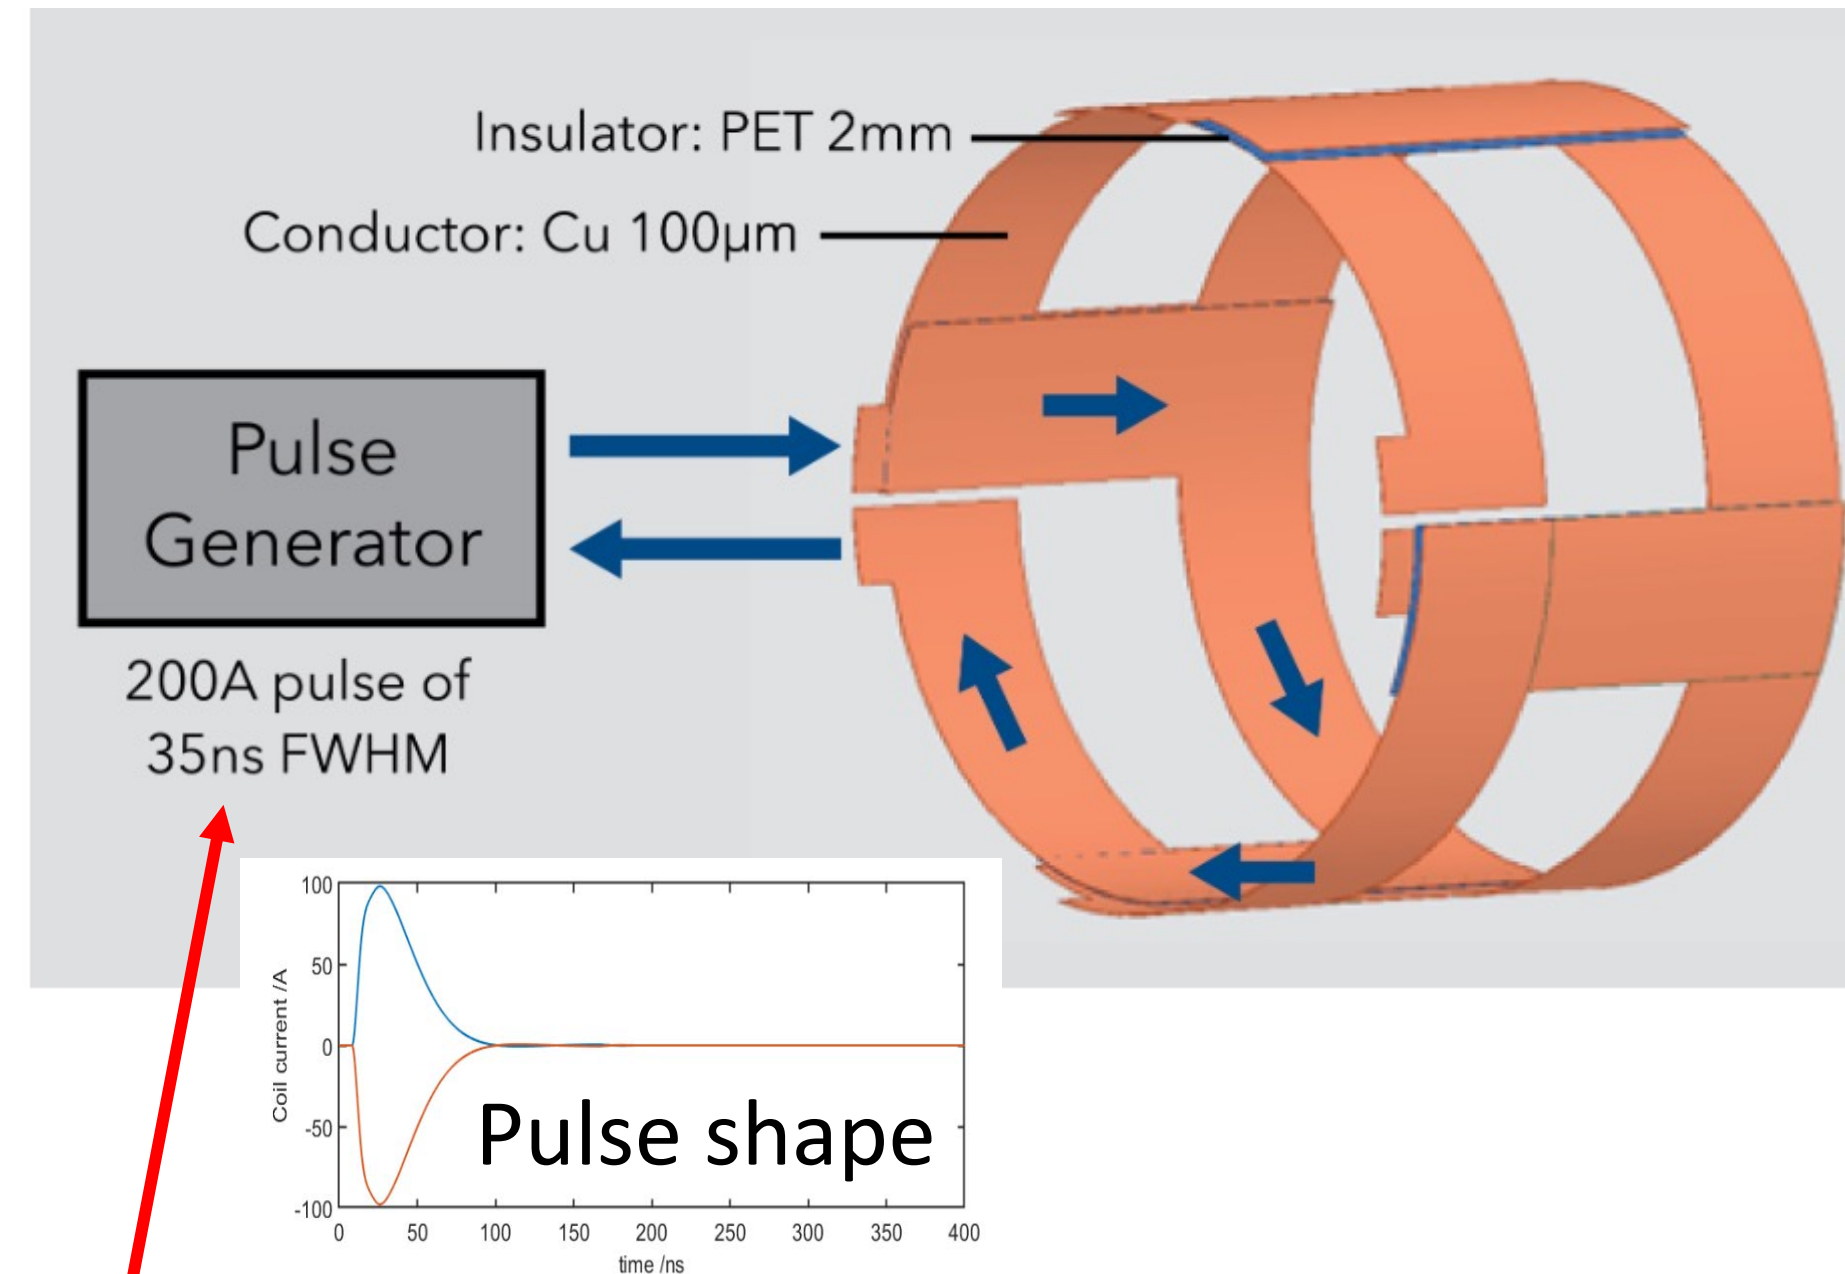 Insulator: PET 2mm
Conductor: Cu 100µm
Pulse
Generator
200A pulse of
35ns FWHM
100
50
0
-50
-100
Coil current /A
Pulse shape
0 50 100 150 200 250 300 350 400
time /ns